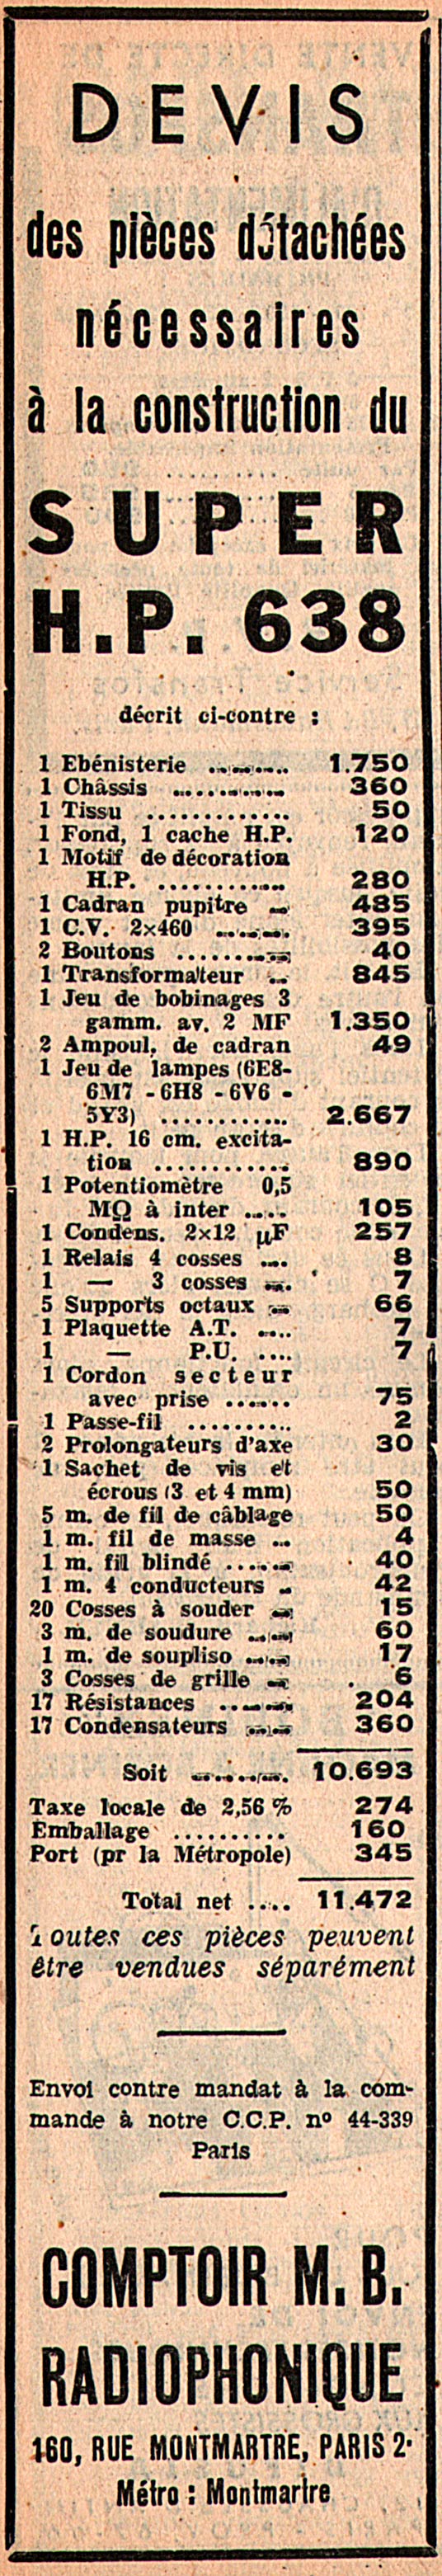 DEVIS
des pièces détachées
nécessaires
à la construction du
SUPER
H.P. 638
décrit ci-contre :
1 Ebénisterie ........ 1.750
1 Châssis ........... 360
1 Tissu ............. 50
1 Fond, 1 cache H.P. 120
1 Motif de décoration
H.P. ............ 280
1 Cadran pupitre .. 485
1 C.V. 2x460 ....... 395
2 Boutons .......... 40
1 Transformateur .. 845
1 Jeu de bobinages 3
gamm. av. 2 MF 1.350
2 Ampoul. de cadran 49
1 Jeu de lampes (6E8-
6M7 - 6H8 - 6V6 -
5Y3) ............ 2.667
1 H.P. 16 cm. excita-
tion ............ 890
1 Potentiomètre 0,5
MΩ à inter ..... 105
1 Condens. 2x12 µF 257
1 Relais 4 cosses .... 8
1 — 3 cosses .... 7
5 Supports octaux .. 66
1 Plaquette A.T. ..... 7
1 — P.U. .... 7
1 Cordon secteur
avec prise ...... 75
1 Passe-fil .......... 2
2 Prolongateurs d'axe 30
1 Sachet de vis et
écrous (3 et 4 mm) 50
5 m. de fil de câblage 50
1 m. fil de masse ... 4
1 m. fil blindé ....... 40
1 m. 4 conducteurs .. 42
20 Cosses à souder ... 15
3 m. de soudure ..... 60
1 m. de soupliso ..... 17
3 Cosses de grille ... 6
17 Résistances ....... 204
17 Condensateurs ..... 360
Soit .......... 10.693
Taxe locale de 2,56 % 274
Emballage .......... 160
Port (pr la Métropole) 345
Total net .... 11.472
Toutes ces pièces peuvent
être vendues séparément
Envoi contre mandat à la com-
mande à notre C.C.P. nº 44-339
Paris
COMPTOIR M. B.
RADIOPHONIQUE
160, RUE MONTMARTRE, PARIS 2·
Métro : Montmartre